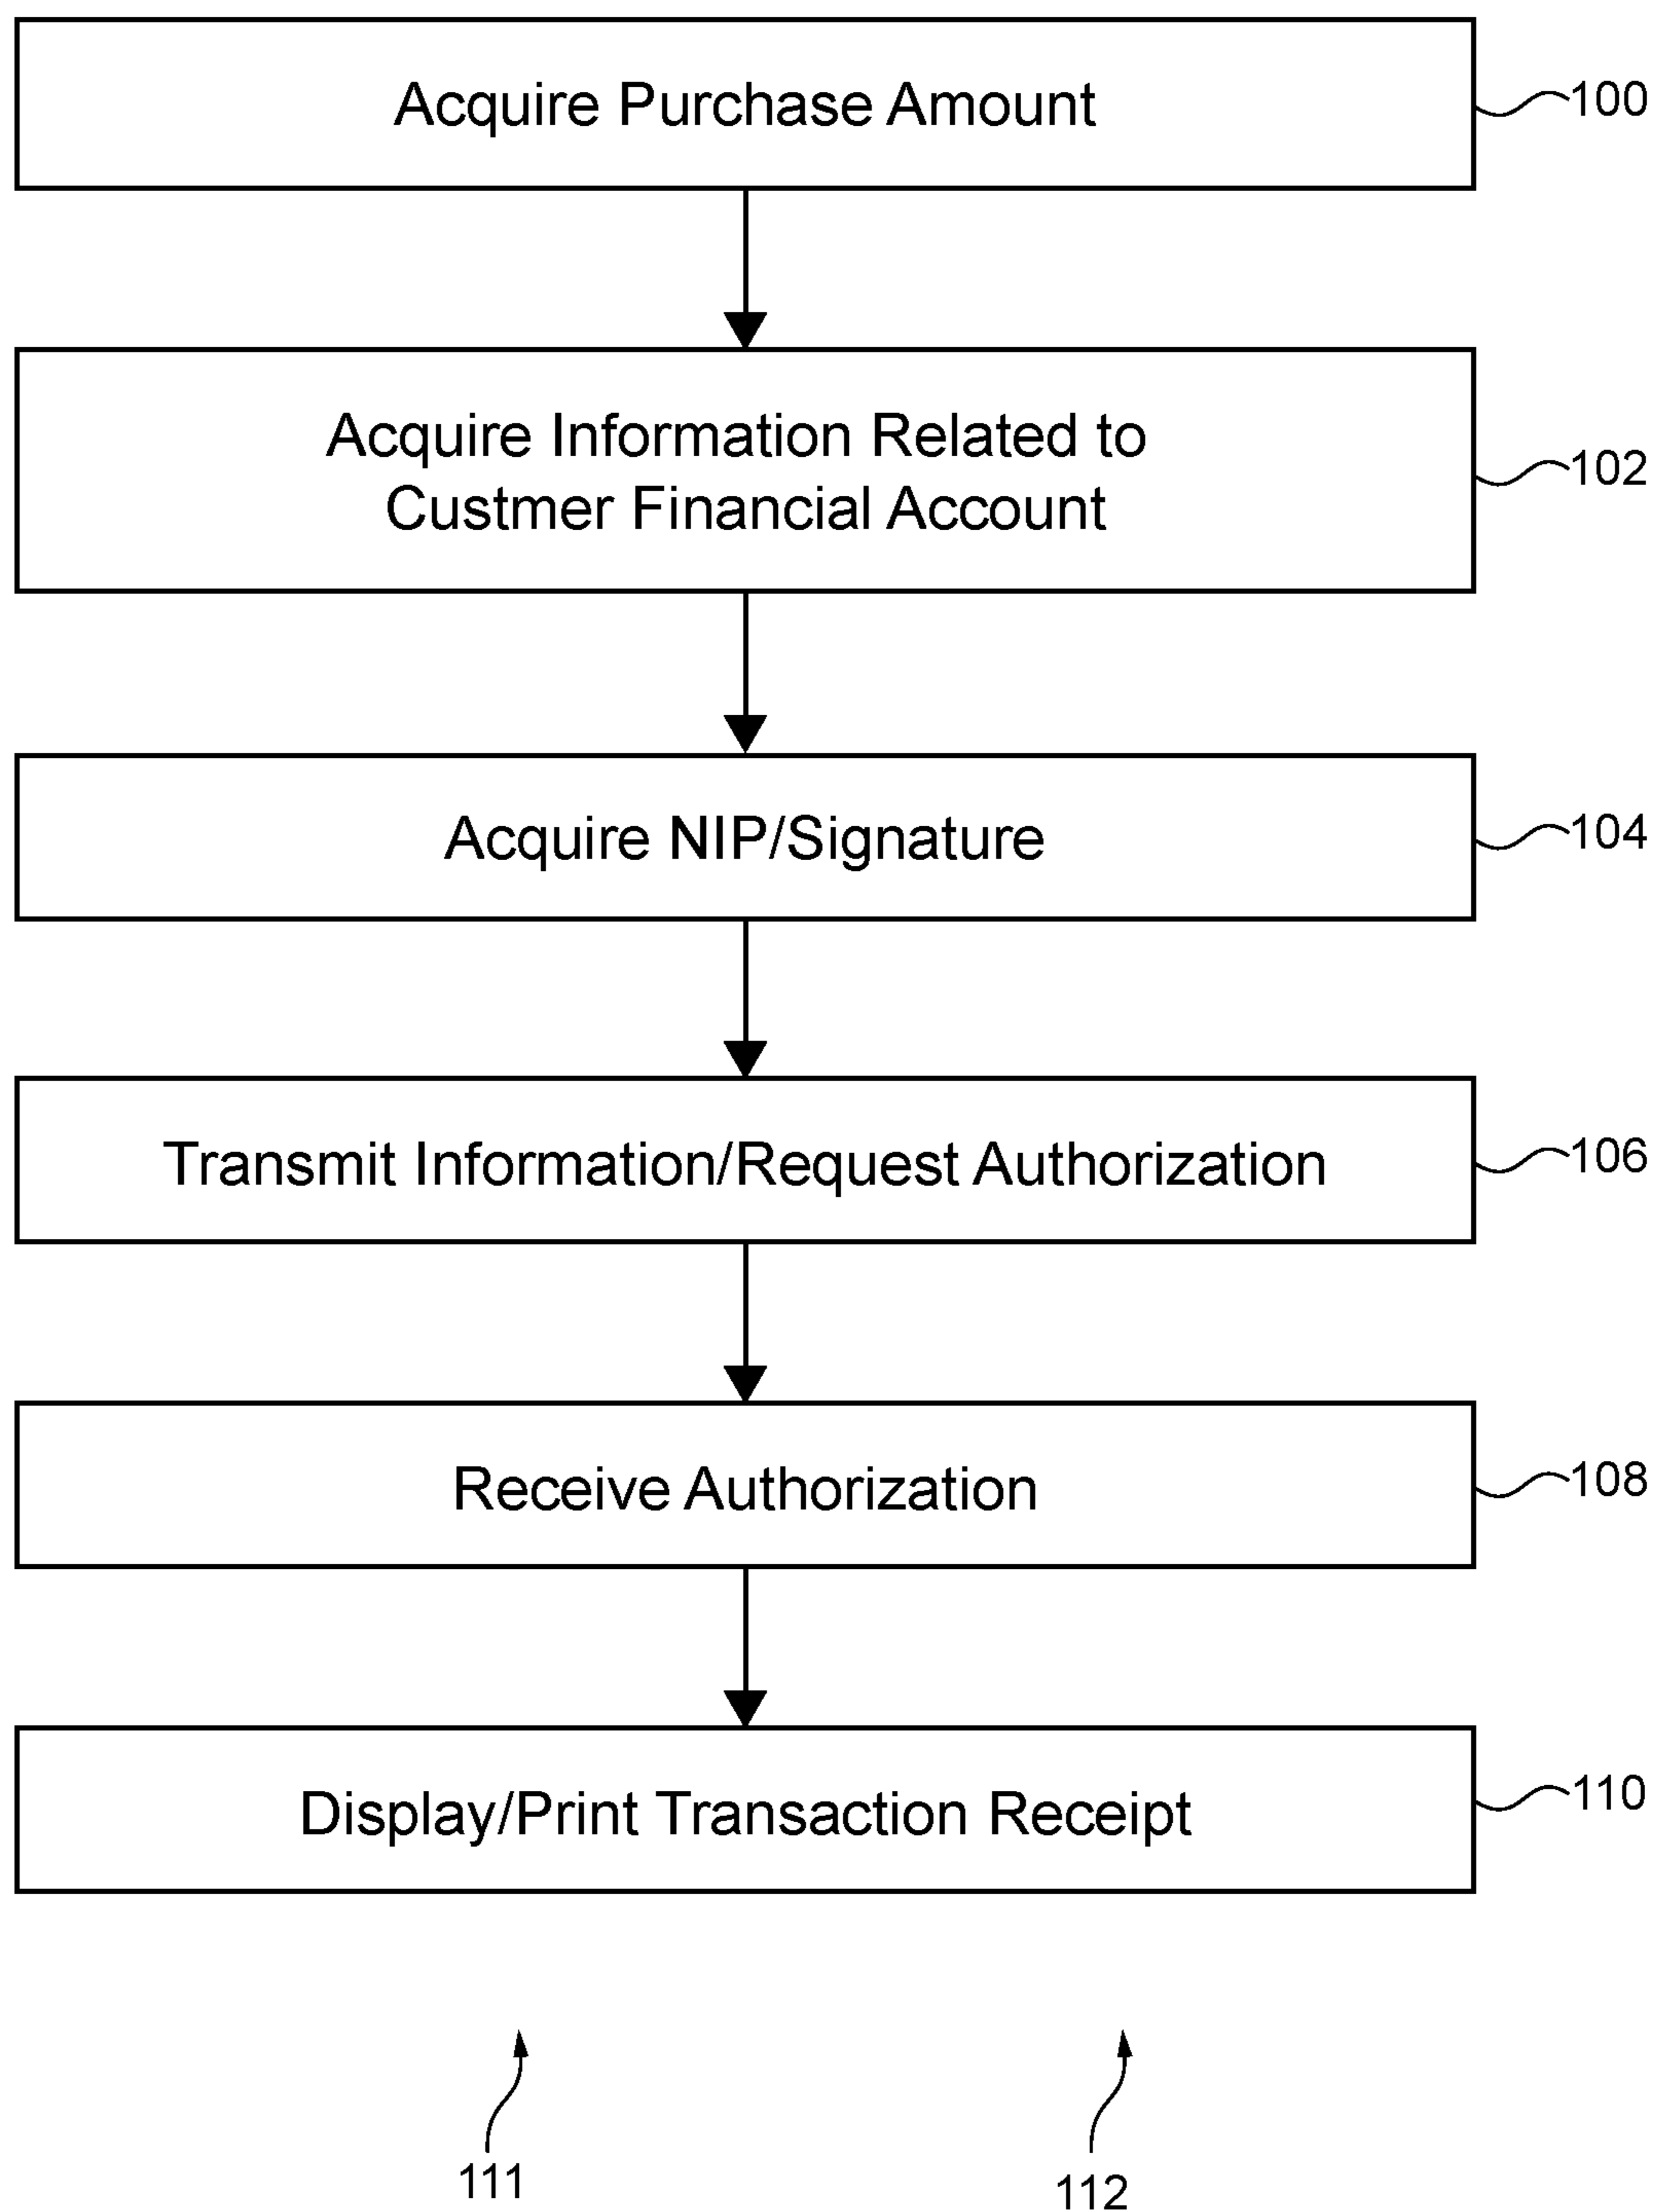 Acquire Purchase Amount
100
Acquire Information Related to
Custmer Financial Account
102
Acquire NIP/Signature
104
Transmit Information/Request Authorization
106
Receive Authorization
108
Display/Print Transaction Receipt
110
111
112